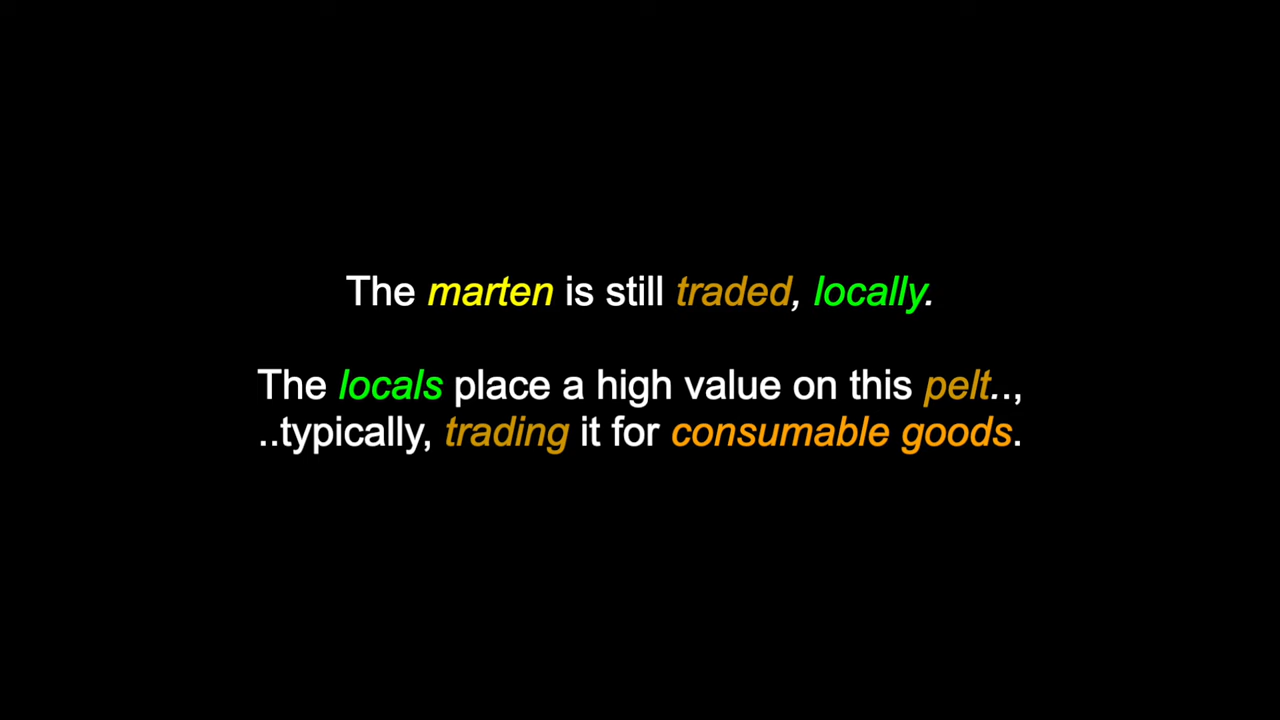 The marten is still traded, locally.
The locals place a high value on this pelt..,
..typically, trading it for consumable goods.